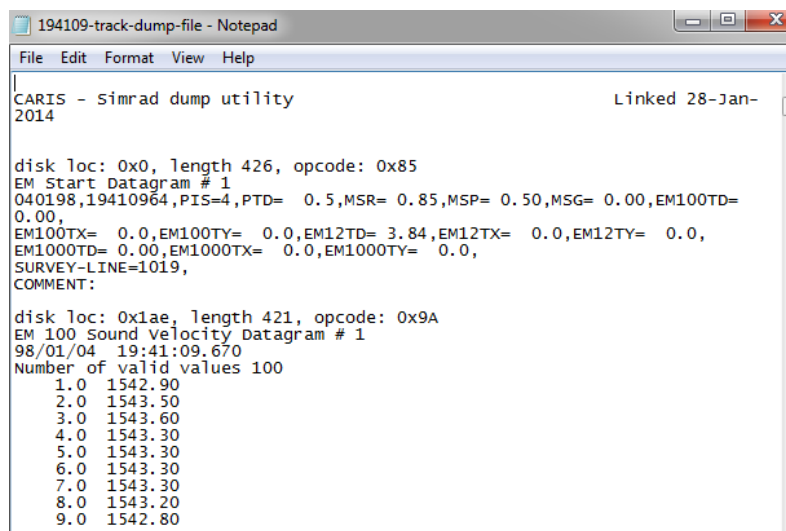 194109-track-dump-file - Notepad
File Edit Format View Help
CARIS - Simrad dump utility Linked 28-Jan-
2014
disk loc: 0x0, length 426, opcode: 0x85
EM Start Datagram # 1
040198,19410964,PIS=4,PTD= 0.5,MSR= 0.85,MSP= 0.50,MSG= 0.00,EM100TD=
0.00,
EM100TX= 0.0,EM100TY= 0.0,EM12TD= 3.84,EM12TX= 0.0,EM12TY= 0.0,
EM1000TD= 0.00,EM1000TX= 0.0,EM1000TY= 0.0,
SURVEY-LINE=1019,
COMMENT:
disk loc: 0x1ae, length 421, opcode: 0x9A
EM 100 Sound Velocity Datagram # 1
98/01/04 19:41:09.670
Number of valid values 100
1.0 1542.90
2.0 1543.50
3.0 1543.60
4.0 1543.30
5.0 1543.30
6.0 1543.30
7.0 1543.30
8.0 1543.20
9.0 1542.80